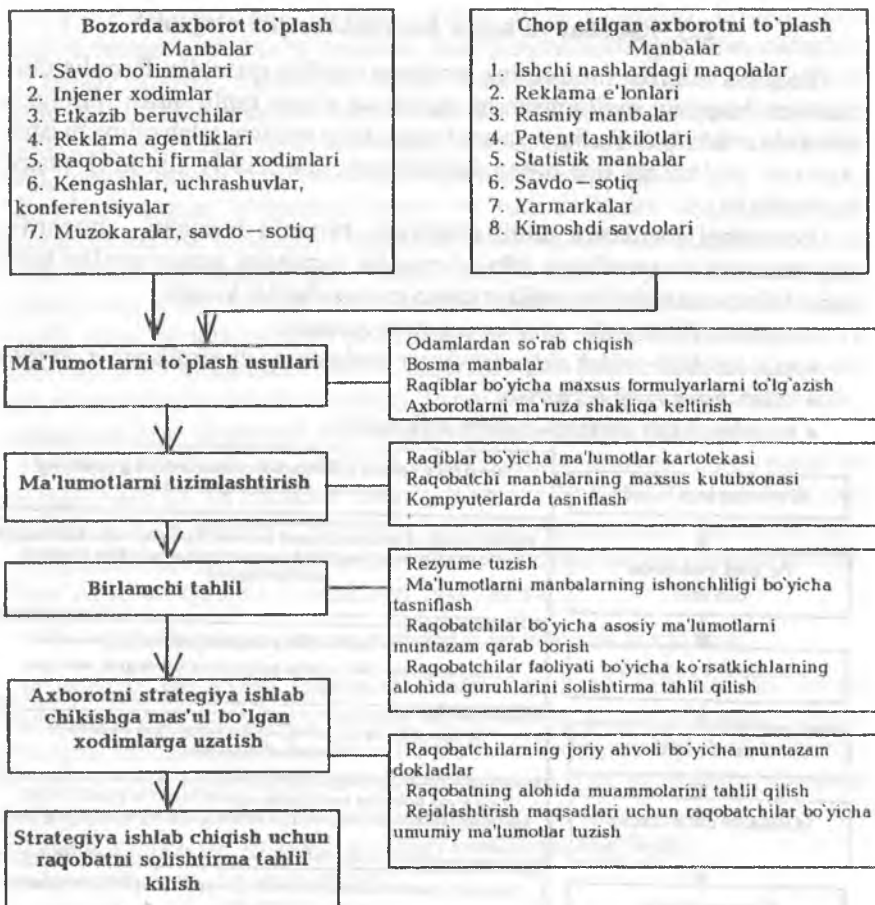 Bozorda axborot to`plash
Manbalar
1. Savdo bo`linmalari
2. Injener xodimlar
3. Etkazib beruvchilar
4. Reklama agentliklari
5. Raqobatchi firmalar xodimlari
6. Kengashlar, uchrashuvlar,
konferentsiyalar
7. Muzokaralar, savdo—sotiq
Chop etilgan axborotni to`plash
Manbalar
1. Ishchi nashlardagi maqolalar
2. Reklama e'lonlari
3. Rasmiy manbalar
4. Patent tashkilotlari
5. Statistik manbalar
6. Savdo—sotiq
7. Yarmarkalar
8. Kimoshdi savdolari
Ma'lumotlarni to`plash usullari
Odamlardan so`rab chiqish
Bosma manbalar
Raqiblar bo`yicha maxsus formulyarlarni to`lg`azish
Axborotlarni ma'ruza shakliga keltirish
Ma'lumotlarni tizimlashtirish
Raqiblar bo`yicha ma'lumotlar kartotekasi
Raqobatchi manbalarning maxsus kutubxonasi
Kompyuterlarda tasniflash
Birlamchi tahlil
Rezyume tuzish
Ma'lumotlarni manbalarning ishonchliligi bo`yicha
tasniflash
Raqobatchilar bo`yicha asosiy ma'lumotlarni
muntazam qarab borish
Raqobatchilar faoliyati bo`yicha ko`rsatkichlarning
alohida guruhlarini solishtirma tahlil qilish
Axborotni strategiya ishlab
chikishga mas'ul bo`lgan
xodimlarga uzatish
Raqobatchilarning joriy ahvoli bo`yicha muntazam
dokladlar
Raqobatning alohida muammolarini tahlil qilish
Rejalashtirish maqsadlari uchun raqobatchilar bo`yicha
umumiy ma'lumotlar tuzish
Strategiya ishlab chiqish uchun
raqobatni solishtirma tahlil
kilish